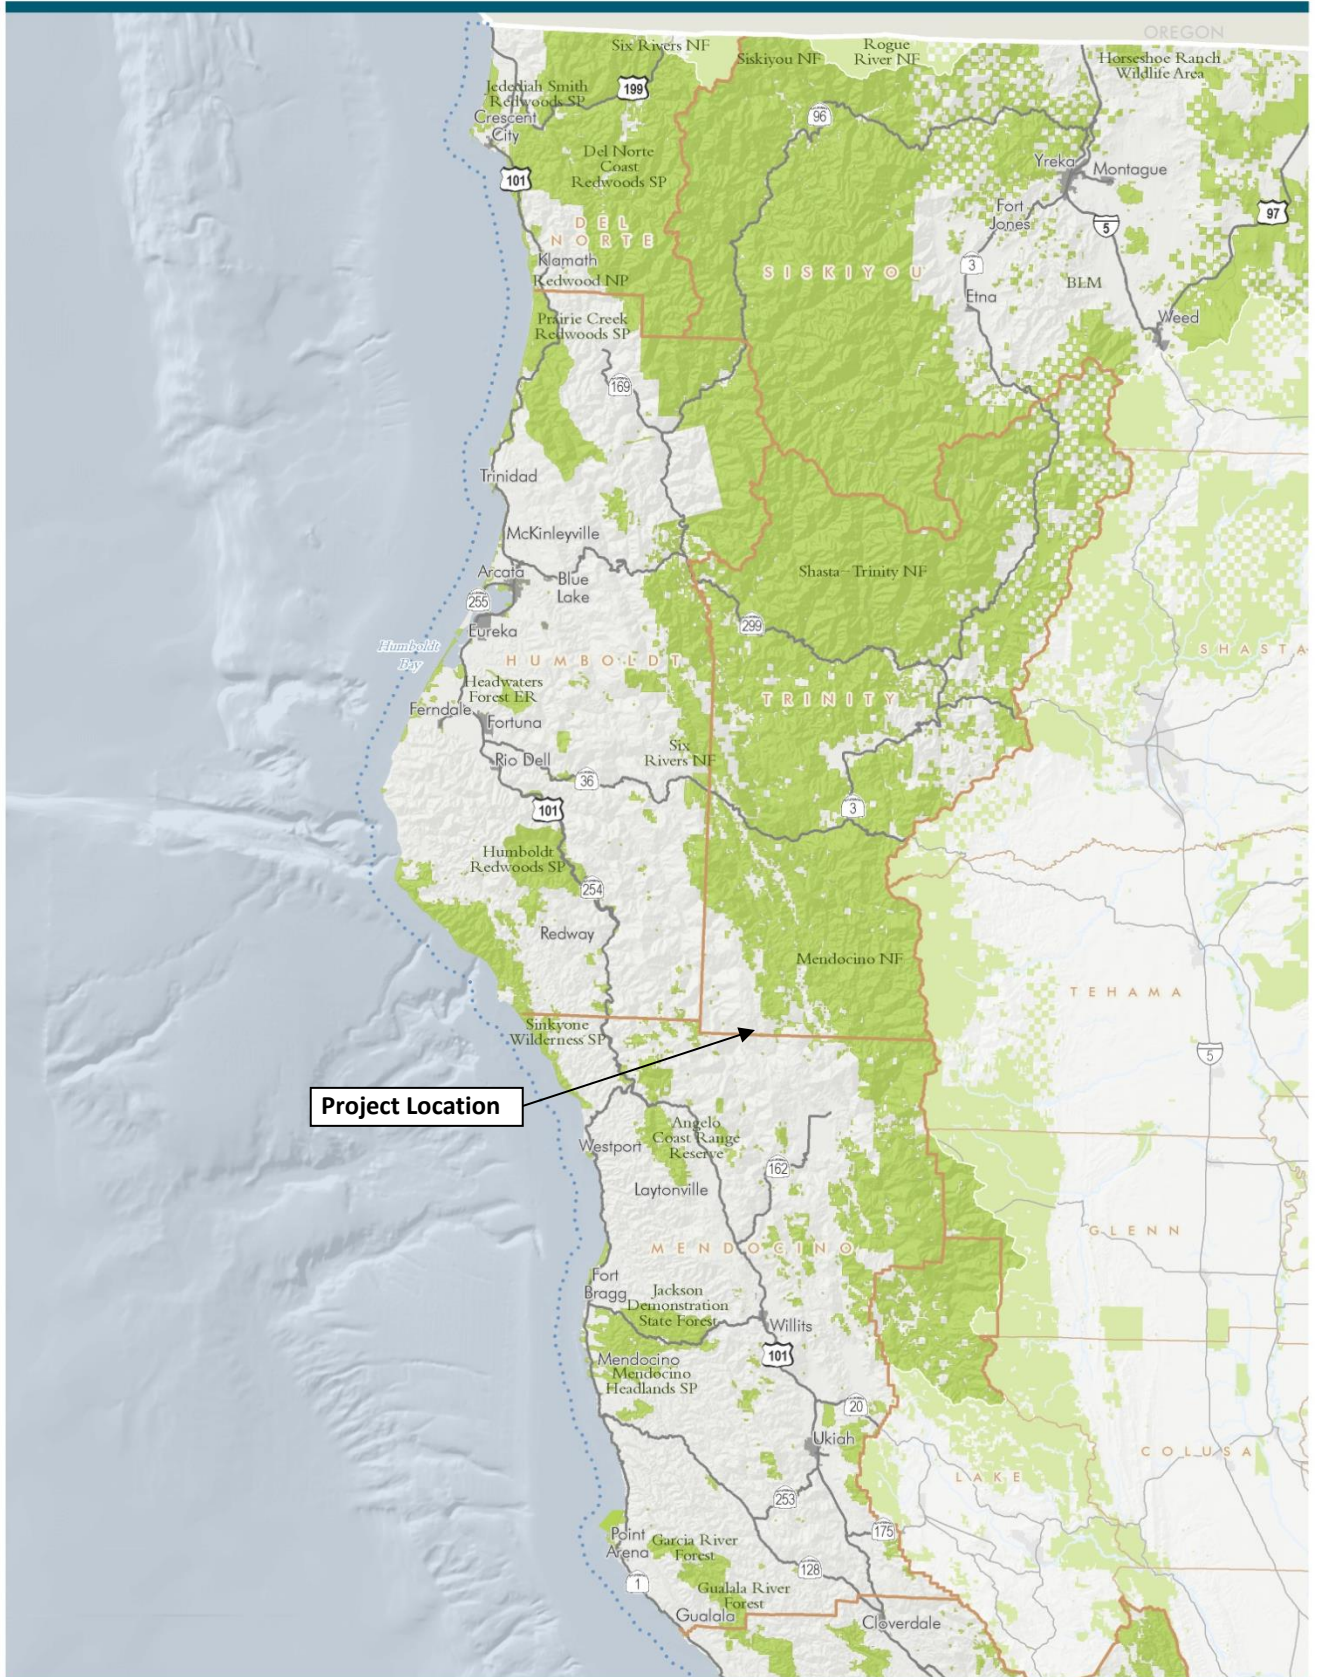 OREGON
Six Rivers NF
Siskiyou NF
Rogue
River NF
Horseshoe Ranch
Wildlife Area
Jedediah Smith
Redwoods SP
199
Crescent
City
96
Del Norte
Coast
Redwoods SP
Yreka
Montague
101
Fort
Jones
97
5
DEL
NORTE
Klamath
SISKIYOU
3
Redwood NP
BLM
Etna
Prairie Creek
Redwoods SP
Weed
169
Trinidad
McKinleyville
Arcata
Blue
Lake
Shasta-Trinity NF
255
299
Eureka
Humboldt
Bay
HUMBOLDT
SHASTA
Headwaters
Forest ER
TRINITY
Ferndale
Fortuna
Six
Rivers NF
Rio Dell
36
101
3
Humboldt
Redwoods SP
254
Redway
Mendocino NF
TEHAMA
Sinkyone
Wilderness SP
5
Project Location
Angelo
Coast Range
Reserve
Westport
162
Laytonville
GLENN
MENDOCINO
Fort
Bragg
Jackson
Demonstration
State Forest
Willits
101
Mendocino
Mendocino
Headlands SP
20
Ukiah
COLUSA
LAKE
253
175
Point
Arena
Garcia River
Forest
128
1
Gualala River
Forest
Gualala
Cloverdale